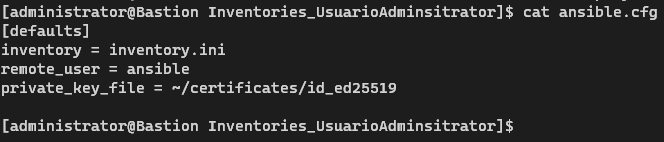 [administrator@Bastion Inventories_UsuarioAdminsitrator]$ cat ansible.cfg
[defaults]
inventory = inventory.ini
remote_user = ansible
private_key_file = ~/certificates/id_ed25519
[administrator@Bastion Inventories_UsuarioAdminsitrator]$